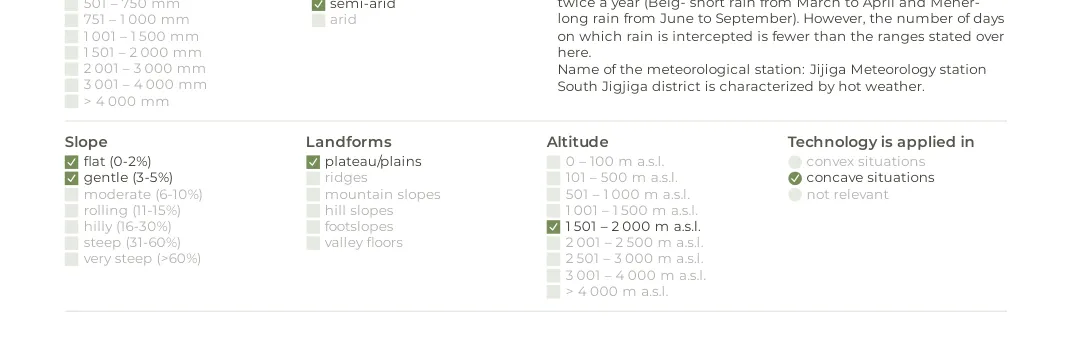 501 – 750 mm
751 – 1 000 mm
1 001 – 1 500 mm
1 501 – 2 000 mm
2 001 – 3 000 mm
3 001 – 4 000 mm
> 4 000 mm
semi-arid
arid
twice a year (Belg- short rain from March to April and Meher-
long rain from June to September). However, the number of days
on which rain is intercepted is fewer than the ranges stated over
here.
Name of the meteorological station: Jijiga Meteorology station
South Jigjiga district is characterized by hot weather.
Slope
flat (0-2%)
gentle (3-5%)
moderate (6-10%)
rolling (11-15%)
hilly (16-30%)
steep (31-60%)
very steep (>60%)
Landforms
plateau/plains
ridges
mountain slopes
hill slopes
footslopes
valley floors
Altitude
0 – 100 m a.s.l.
101 – 500 m a.s.l.
501 – 1 000 m a.s.l.
1 001 – 1 500 m a.s.l.
1 501 – 2 000 m a.s.l.
2 001 – 2 500 m a.s.l.
2 501 – 3 000 m a.s.l.
3 001 – 4 000 m a.s.l.
> 4 000 m a.s.l.
Technology is applied in
convex situations
concave situations
not relevant